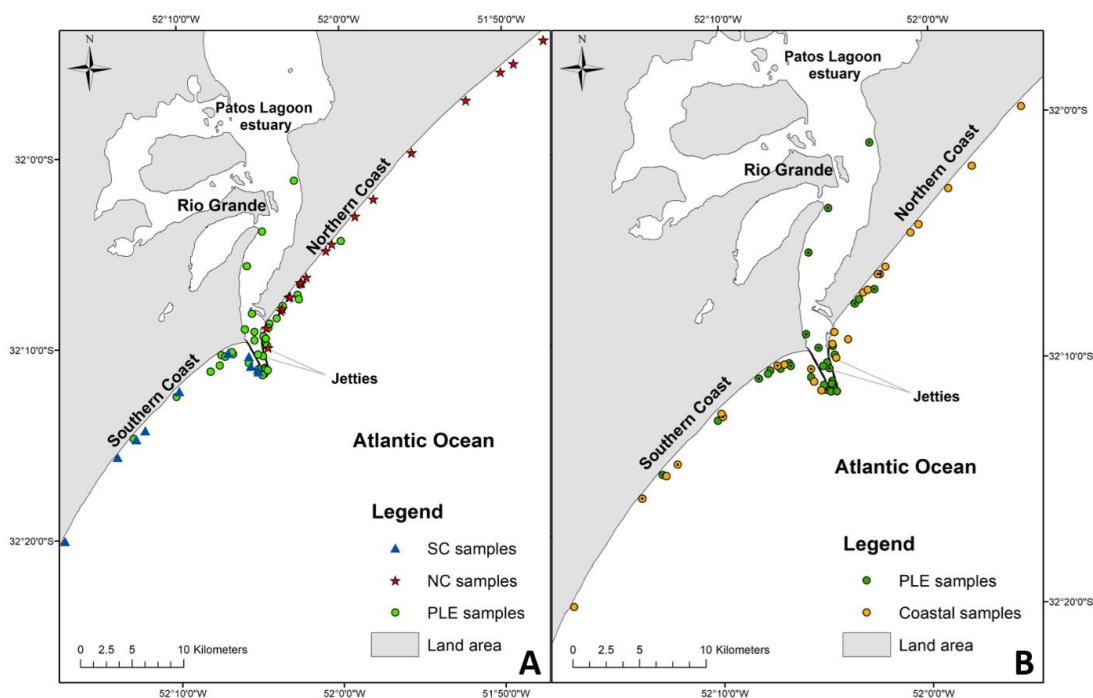 52°10'0"W
52°0'0"W
51°50'0"W
N
Patos Lagoon
estuary
32°0'0"S
Rio Grande
Northern Coast
32°10'0"S
Southern Coast
Jetties
Atlantic Ocean
32°20'0"S
Legend
SC samples
NC samples
PLE samples
Land area
0 2.5 5 10 Kilometers
A
52°10'0"W
52°0'0"W
51°50'0"W
52°10'0"W
52°0'0"W
N
Patos Lagoon
estuary
32°0'0"S
Rio Grande
Northern Coast
32°10'0"S
Jetties
Southern Coast
Atlantic Ocean
Legend
PLE samples
Coastal samples
Land area
32°20'0"S
0 2.5 5 10 Kilometers
B
52°10'0"W
52°0'0"W